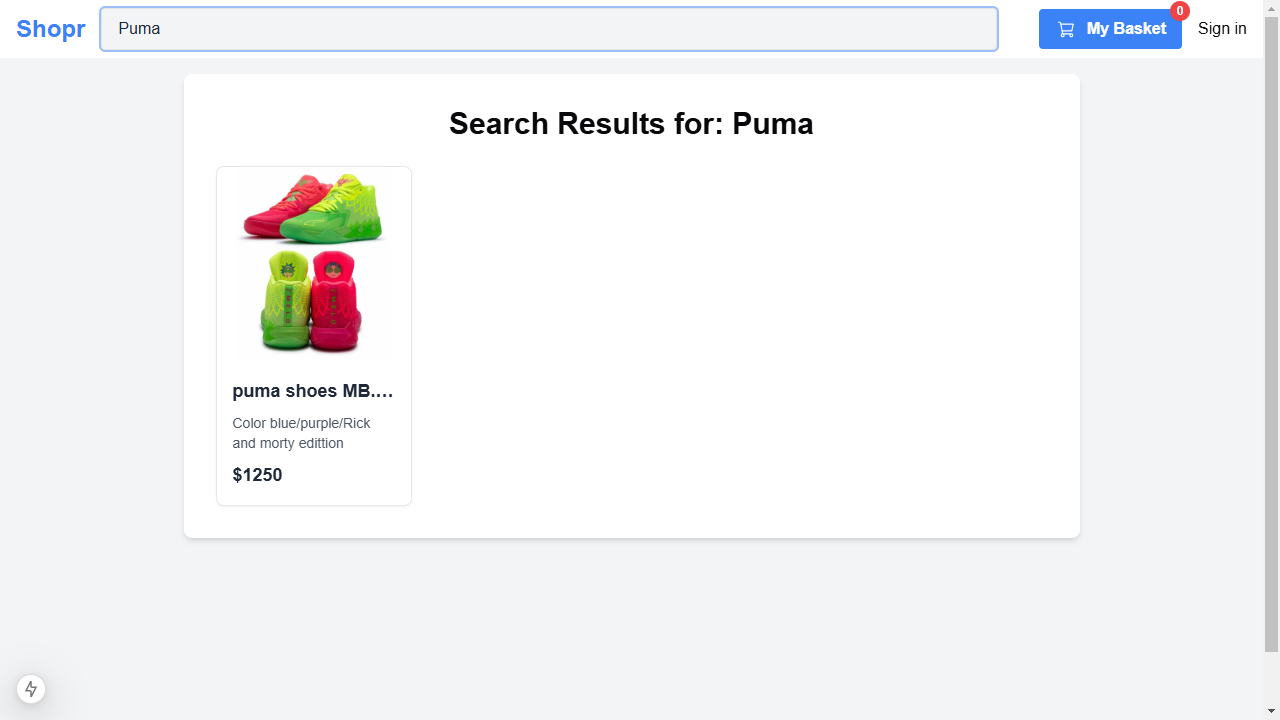 Shopr
Puma
My Basket
0
Sign in
Search Results for: Puma
puma shoes MB....
Color blue/purple/Rick
and morty edittion
$1250